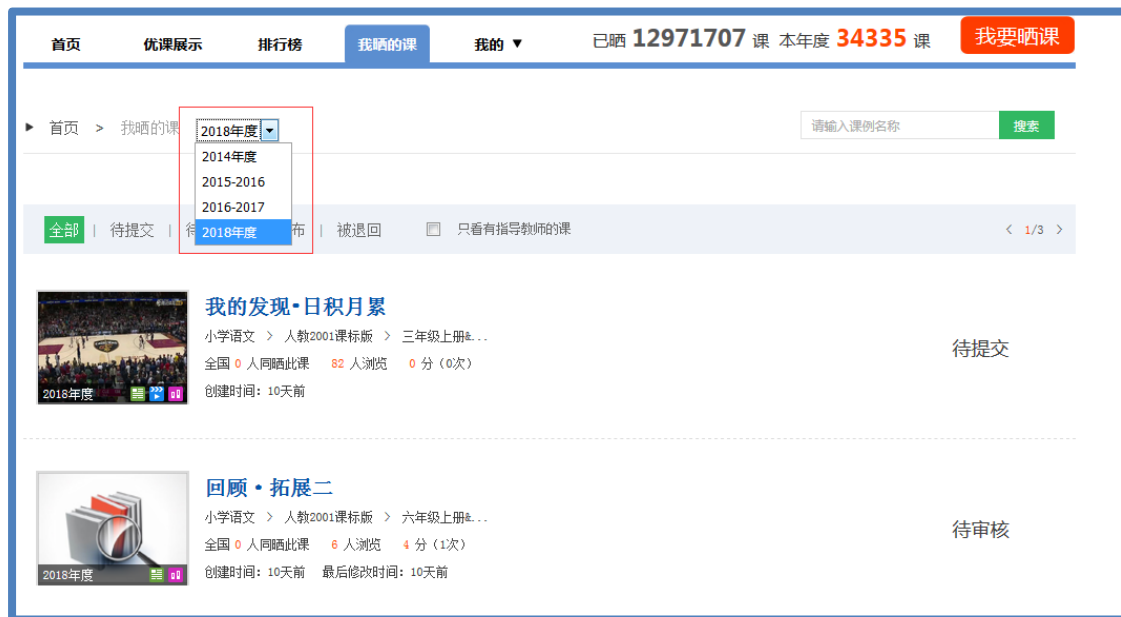 首页 优课展示 排行榜 我晒的课 我的 ▼ 已晒 12971707 课 本年度 34335 课 我要晒课
首页 > 我晒的课 2018年度 请输入课例名称 搜索
2014年度
2015-2016
2016-2017
2018年度
全部 | 待提交 | 布 | 被退回 只看有指导教师的课 < 1/3 >
我的发现•日积月累
小学语文 > 人教2001课标版 > 三年级上册&...
全国 0 人同晒此课 82 人浏览 0 分 (0次)
创建时间: 10天前
2018年度
待提交
回顾•拓展二
小学语文 > 人教2001课标版 > 六年级上册&...
全国 0 人同晒此课 6 人浏览 4 分 (1次)
创建时间: 10天前 最后修改时间: 10天前
2018年度
待审核